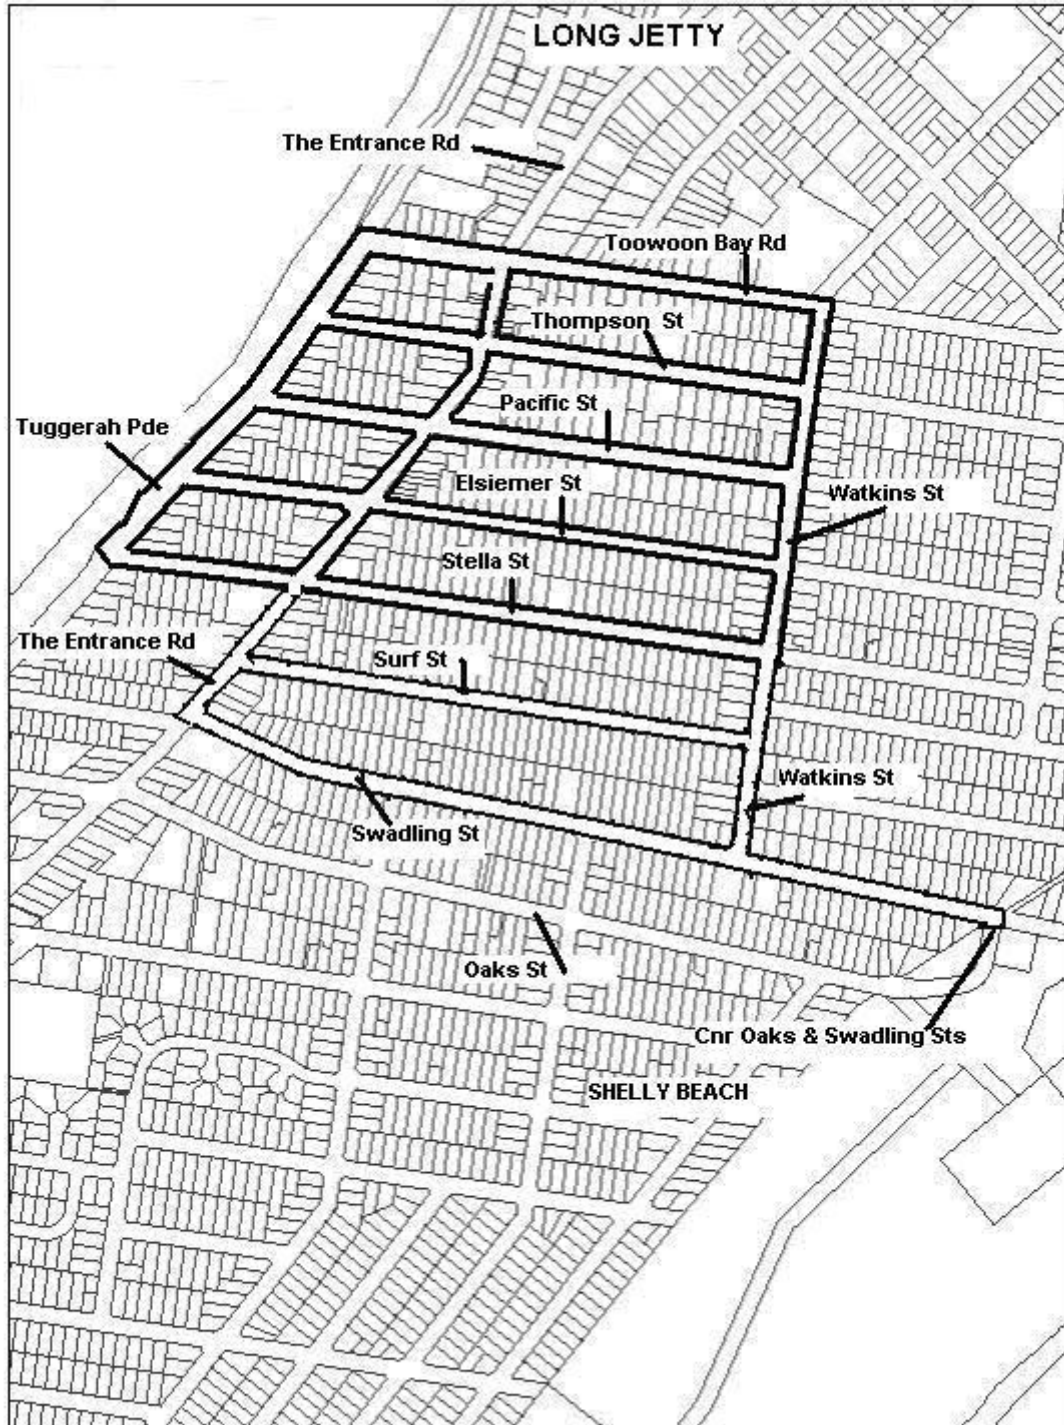 LONG JETTY
The Entrance Rd
Toowoon Bay Rd
Thompson St
Pacific St
Tuggerah Pde
Elsiemer St
Watkins St
Stella St
The Entrance Rd
Surf St
Watkins St
Swadling St
Oaks St
Cnr Oaks & Swadling Sts
SHELLY BEACH